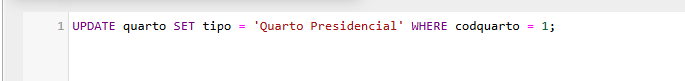 1 UPDATE quarto SET tipo = 'Quarto Presidencial' WHERE codquarto = 1;